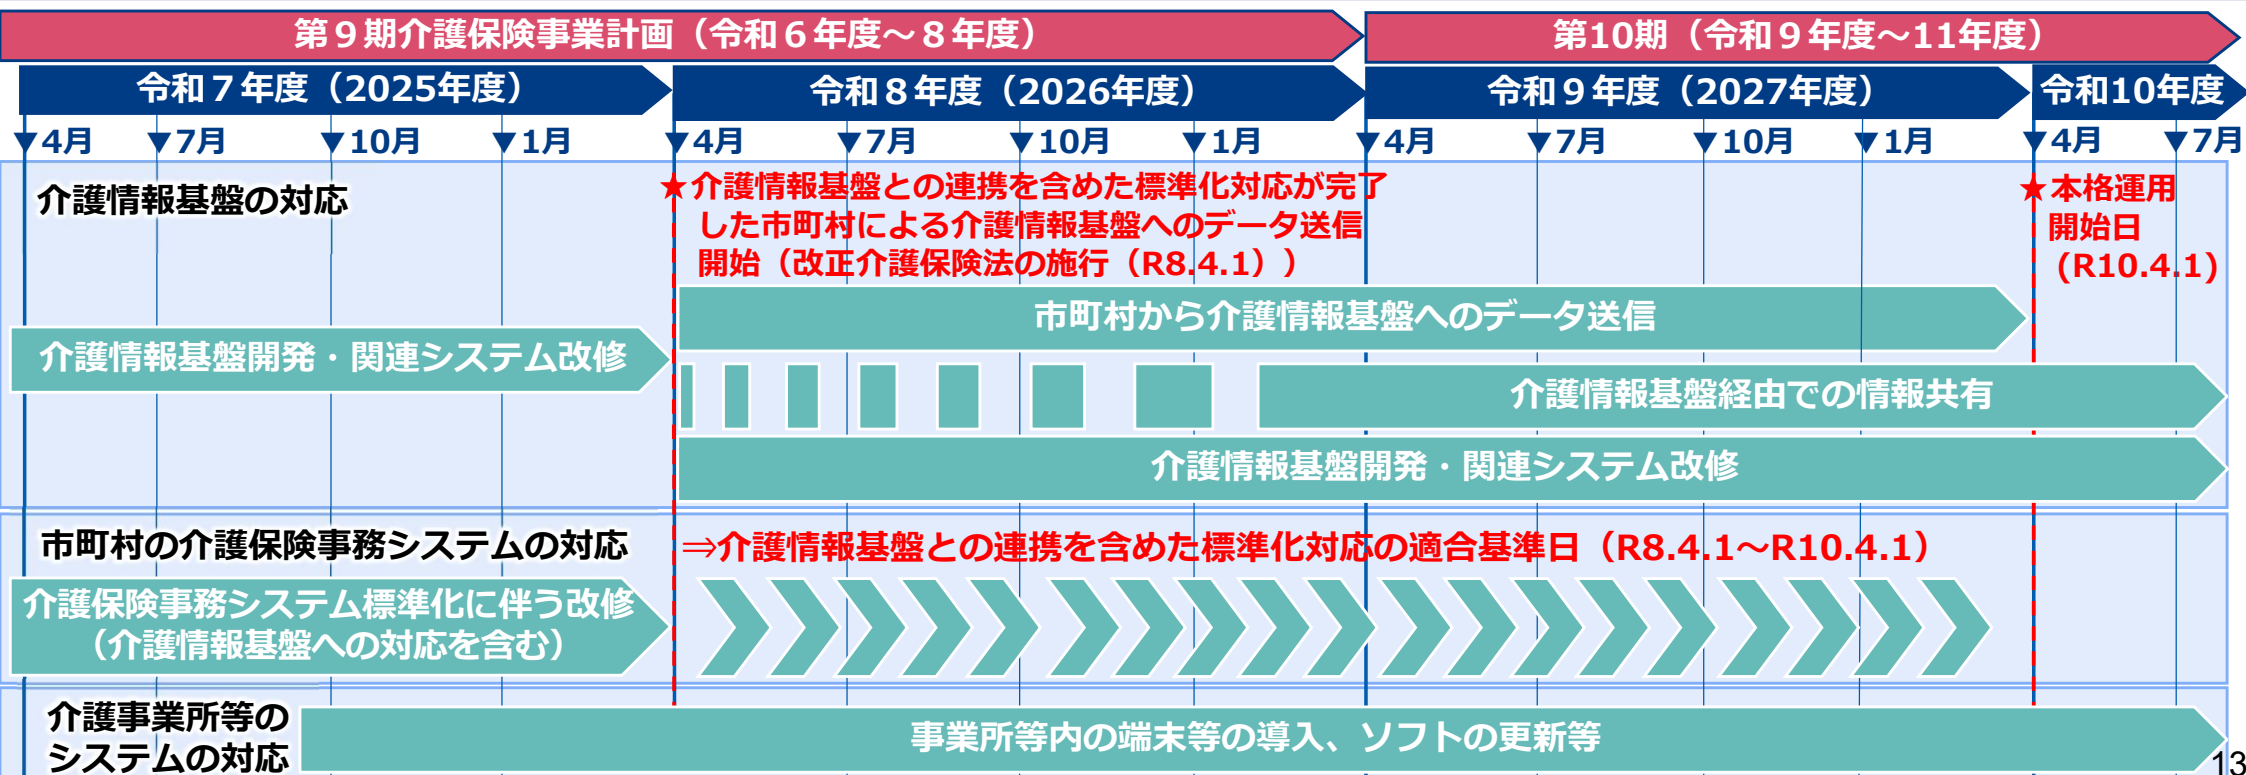 第９期介護保険事業計画（令和６年度～８年度）
第10期（令和９年度～11年度）
令和７年度（2025年度）
令和８年度（2026年度）
令和９年度（2027年度）
令和10年度
▼4月 ▼7月 ▼10月 ▼1月 ▼4月 ▼7月 ▼10月 ▼1月 ▼4月 ▼7月 ▼10月 ▼1月 ▼4月 ▼7月
介護情報基盤の対応
★介護情報基盤との連携を含めた標準化対応が完了
した市町村による介護情報基盤へのデータ送信
開始（改正介護保険法の施行（R8.4.1））
★本格運用
開始日
(R10.4.1)
市町村から介護情報基盤へのデータ送信
介護情報基盤開発・関連システム改修
介護情報基盤経由での情報共有
介護情報基盤開発・関連システム改修
市町村の介護保険事務システムの対応
⇒介護情報基盤との連携を含めた標準化対応の適合基準日（R8.4.1～R10.4.1）
介護保険事務システム標準化に伴う改修
（介護情報基盤への対応を含む）
介護事業所等の
システムの対応
事業所等内の端末等の導入、ソフトの更新等
13